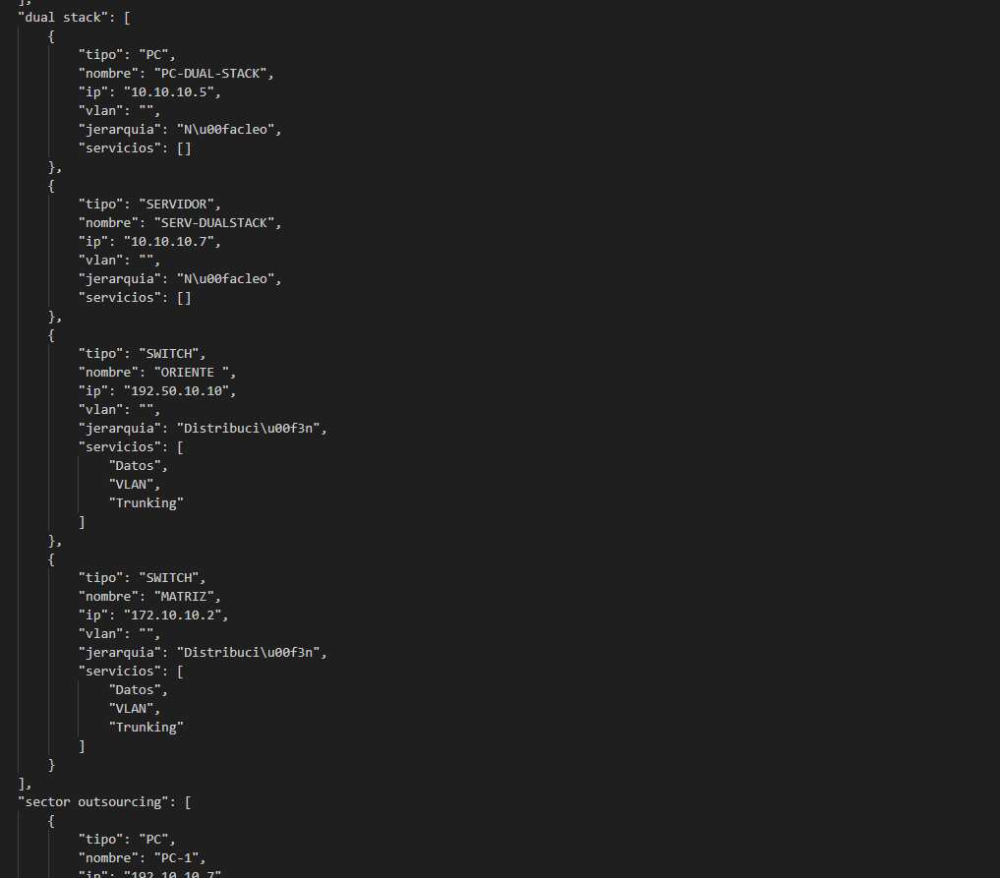 ],
"dual stack": [
{
"tipo": "PC",
"nombre": "PC-DUAL-STACK",
"ip": "10.10.10.5",
"vlan": "",
"jerarquia": "N\u00facleo",
"servicios": []
},
{
"tipo": "SERVIDOR",
"nombre": "SERV-DUALSTACK",
"ip": "10.10.10.7",
"vlan": "",
"jerarquia": "N\u00facleo",
"servicios": []
},
{
"tipo": "SWITCH",
"nombre": "ORIENTE ",
"ip": "192.50.10.10",
"vlan": "",
"jerarquia": "Distribuci\u00f3n",
"servicios": [
"Datos",
"VLAN",
"Trunking"
]
},
{
"tipo": "SWITCH",
"nombre": "MATRIZ",
"ip": "172.10.10.2",
"vlan": "",
"jerarquia": "Distribuci\u00f3n",
"servicios": [
"Datos",
"VLAN",
"Trunking"
]
}
],
"sector outsourcing": [
{
"tipo": "PC",
"nombre": "PC-1",
"ip": "192.10.10.7"